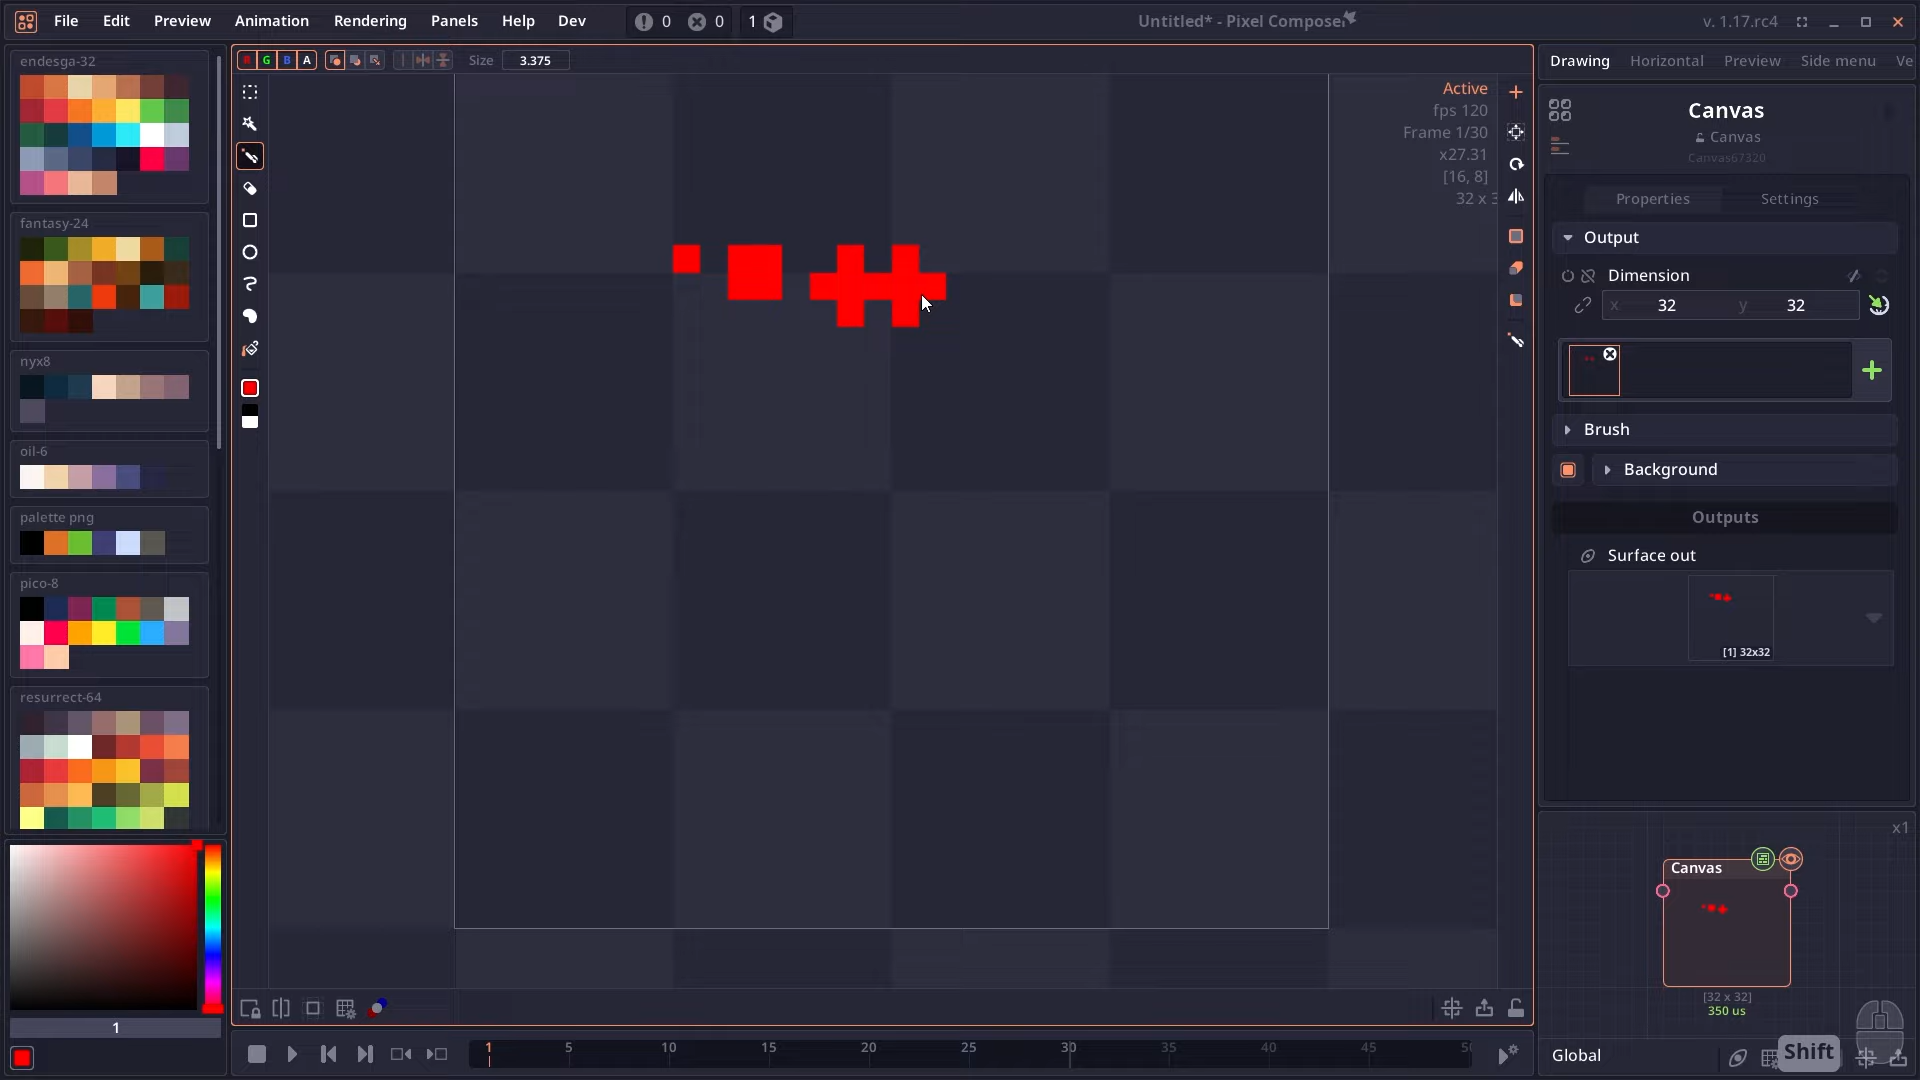 File Edit Preview Animation Rendering Panels Help Dev 0 0 1 Untitled* - Pixel Composer v. 1.17.rc4
endesga-32
R G B A Size 3.375
Drawing Horizontal Preview Side menu Ve
Active
fps 120
Frame 1/30
x27.31
[16, 8]
32 x 3
Canvas
Canvas
Canvas67320
Properties Settings
fantasy-24
Output
Dimension
x 32 y 32
nyx8
Brush
oil-6
Background
palette png
Outputs
Surface out
pico-8
[1] 32x32
resurrect-64
x1
Canvas
[32 x 32]
350 us
1
1 5 10 15 20 25 30 35 40 45
Global
Shift